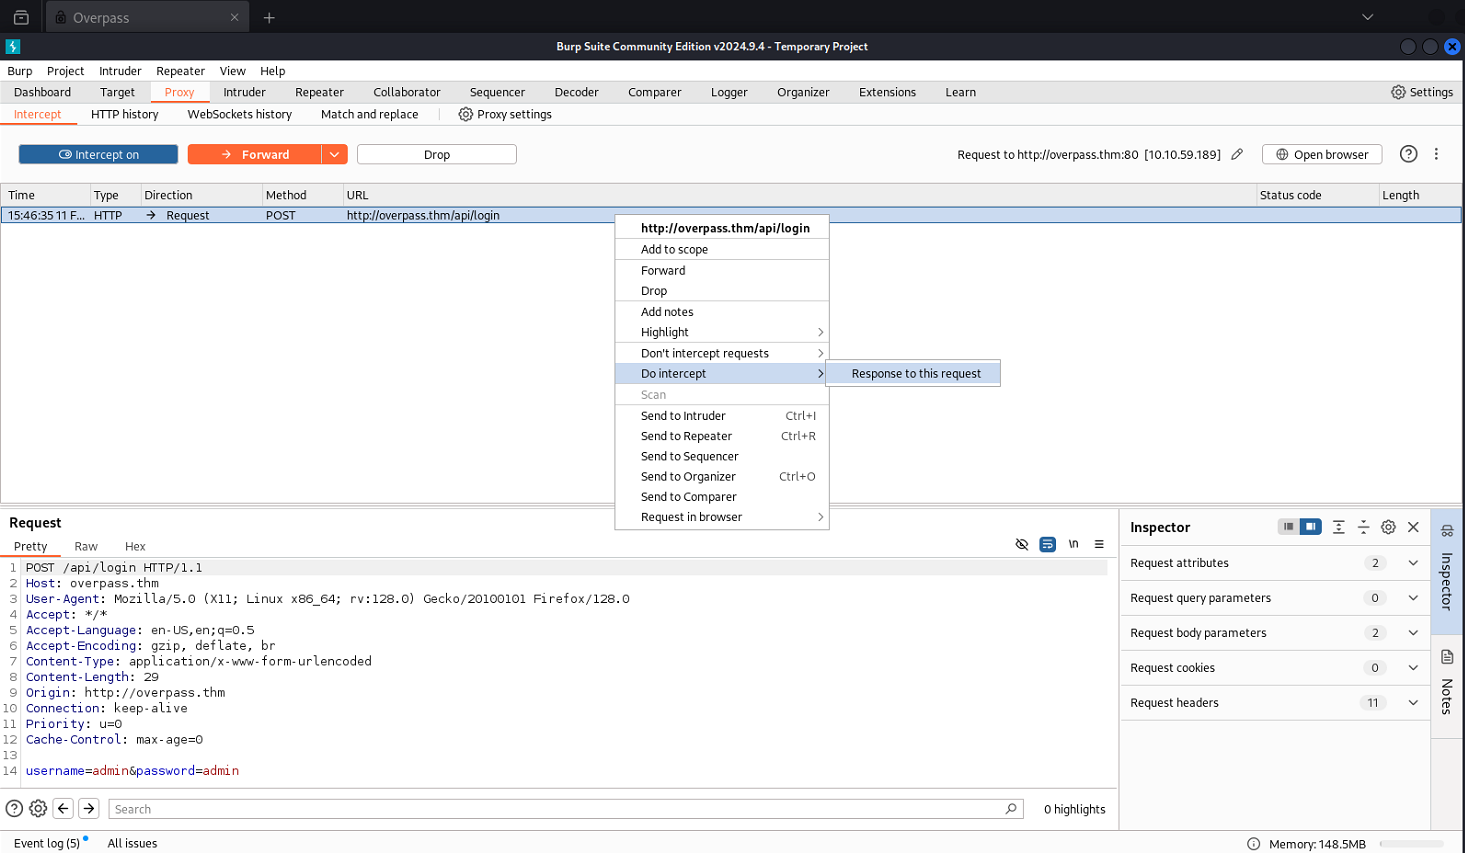 Overpass
Burp Suite Community Edition v2024.9.4 - Temporary Project
Burp Project Intruder Repeater View Help
Dashboard Target Proxy Intruder Repeater Collaborator Sequencer Decoder Comparer Logger Organizer Extensions Learn Settings
Intercept HTTP history WebSockets history Match and replace Proxy settings
Intercept on Forward Drop Request to http://overpass.thm:80 [10.10.59.189] Open browser
Time Type Direction Method URL Status code Length
15:46:35 11 F... HTTP → Request POST http://overpass.thm/api/login
http://overpass.thm/api/login
Add to scope
Forward
Drop
Add notes
Highlight
Don't intercept requests
Do intercept Response to this request
Scan
Send to Intruder Ctrl+I
Send to Repeater Ctrl+R
Send to Sequencer
Send to Organizer Ctrl+O
Send to Comparer
Request in browser
Request
Pretty Raw Hex \n
1 POST /api/login HTTP/1.1
2 Host: overpass.thm
3 User-Agent: Mozilla/5.0 (X11; Linux x86_64; rv:128.0) Gecko/20100101 Firefox/128.0
4 Accept: */*
5 Accept-Language: en-US,en;q=0.5
6 Accept-Encoding: gzip, deflate, br
7 Content-Type: application/x-www-form-urlencoded
8 Content-Length: 29
9 Origin: http://overpass.thm
10 Connection: keep-alive
11 Priority: u=0
12 Cache-Control: max-age=0
13
14 username=admin&password=admin
Search 0 highlights
Inspector
Request attributes 2
Request query parameters 0
Request body parameters 2
Request cookies 0
Request headers 11
Inspector
Notes
Event log (5) All issues Memory: 148.5MB